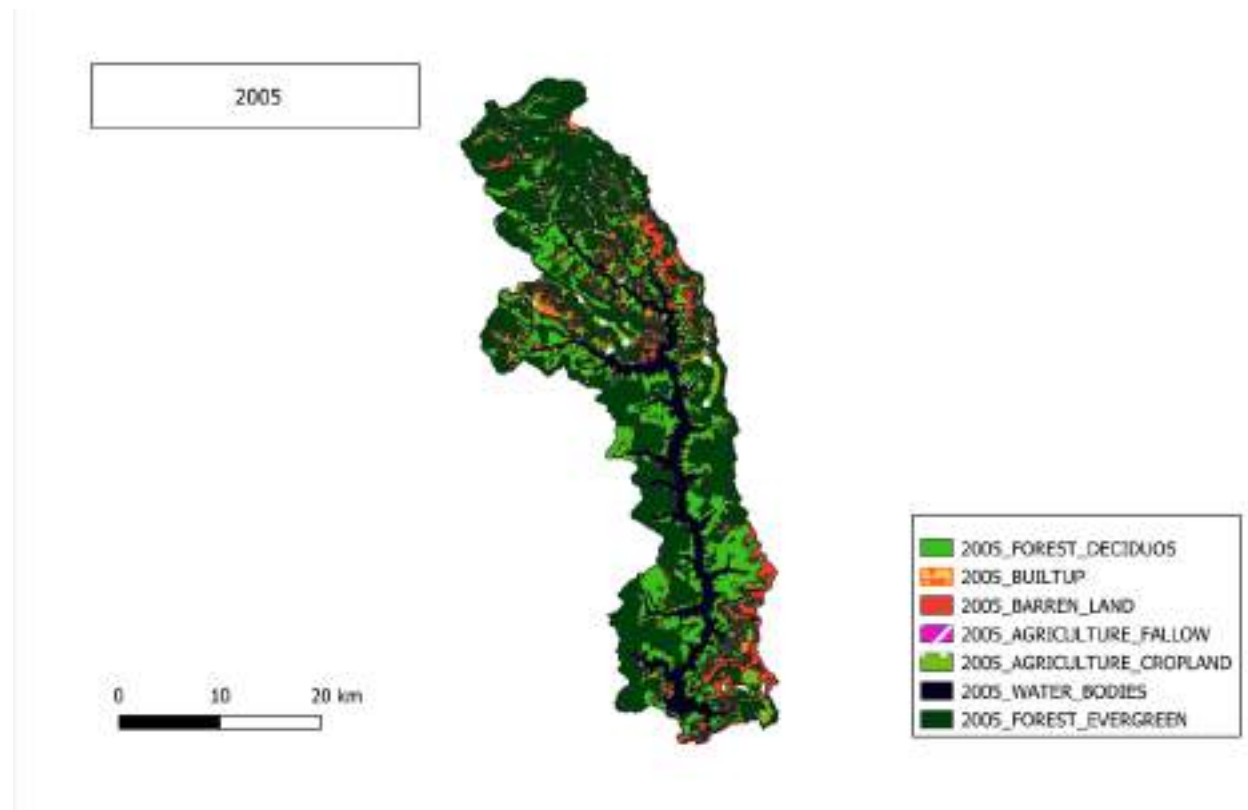 2005
0 10 20 km
2005_FOREST_DECIDUOS
2005_BUILTUP
2005_BARREN_LAND
2005_AGRICULTURE_FALLOW
2005_AGRICULTURE_CROPLAND
2005_WATER_BODIES
2005_FOREST_EVERGREEN